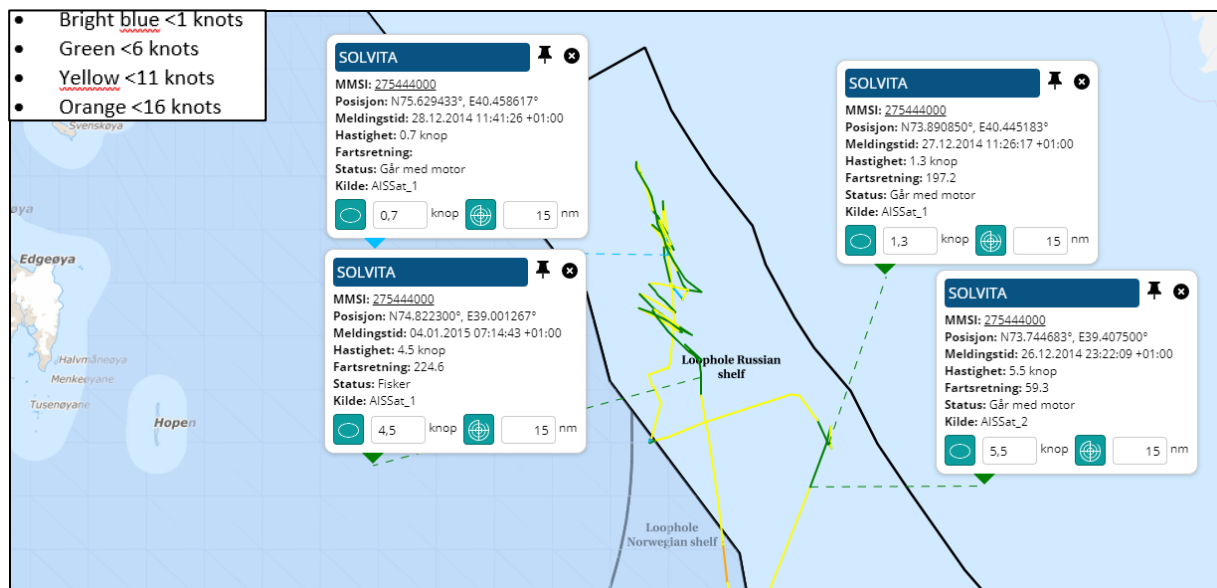 • Bright blue <1 knots
• Green <6 knots
• Yellow <11 knots
• Orange <16 knots
Svenskøya
øya
Edgeøya
Halvmåneøya
Menkeøyane
Tusenøyane
Hopen
SOLVITA
MMSI: 275444000
Posisjon: N75.629433°, E40.458617°
Meldingstid: 28.12.2014 11:41:26 +01:00
Hastighet: 0.7 knop
Fartsretning:
Status: Går med motor
Kilde: AISSat_1
0,7 knop 15 nm
SOLVITA
MMSI: 275444000
Posisjon: N74.822300°, E39.001267°
Meldingstid: 04.01.2015 07:14:43 +01:00
Hastighet: 4.5 knop
Fartsretning: 224.6
Status: Fisker
Kilde: AISSat_1
4,5 knop 15 nm
SOLVITA
MMSI: 275444000
Posisjon: N73.890850°, E40.445183°
Meldingstid: 27.12.2014 11:26:17 +01:00
Hastighet: 1.3 knop
Fartsretning: 197.2
Status: Går med motor
Kilde: AISSat_1
1,3 knop 15 nm
SOLVITA
MMSI: 275444000
Posisjon: N73.744683°, E39.407500°
Meldingstid: 26.12.2014 23:22:09 +01:00
Hastighet: 5.5 knop
Fartsretning: 59.3
Status: Går med motor
Kilde: AISSat_2
5,5 knop 15 nm
Loophole Russian
shelf
Loophole
Norwegian shelf